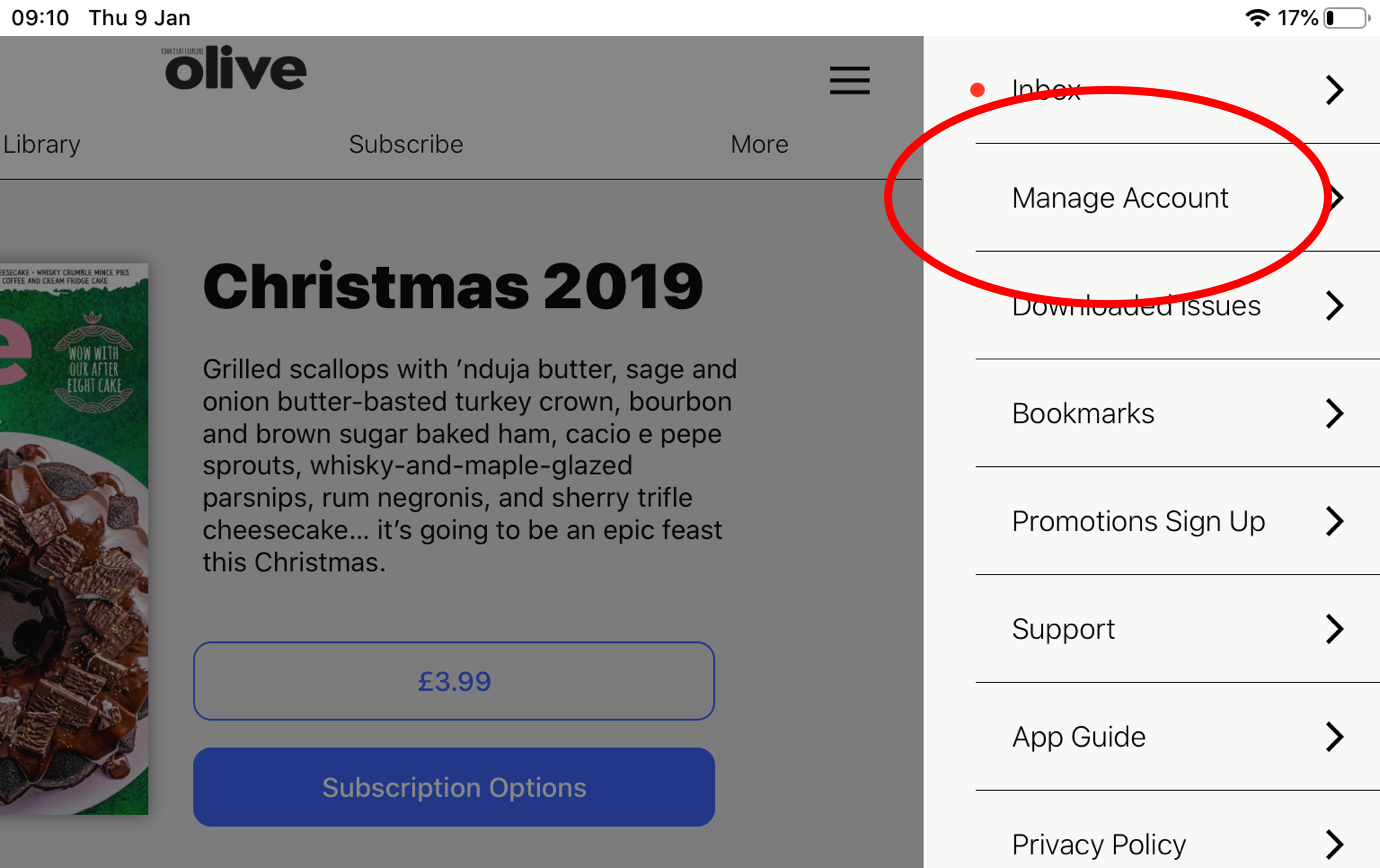 09:10 Thu 9 Jan
17%
COOK | EAT | EXPLORE
olive
Library
Subscribe
More
EESECAKE • WHISKY CRUMBLE MINCE PIES
COFFEE AND CREAM FRIDGE CAKE
e
WOW WITH
OUR AFTER
EIGHT CAKE
Christmas 2019
Grilled scallops with ’nduja butter, sage and
onion butter-basted turkey crown, bourbon
and brown sugar baked ham, cacio e pepe
sprouts, whisky-and-maple-glazed
parsnips, rum negronis, and sherry trifle
cheesecake... it’s going to be an epic feast
this Christmas.
£3.99
Subscription Options
Inbox
Manage Account
Downloaded Issues
Bookmarks
Promotions Sign Up
Support
App Guide
Privacy Policy